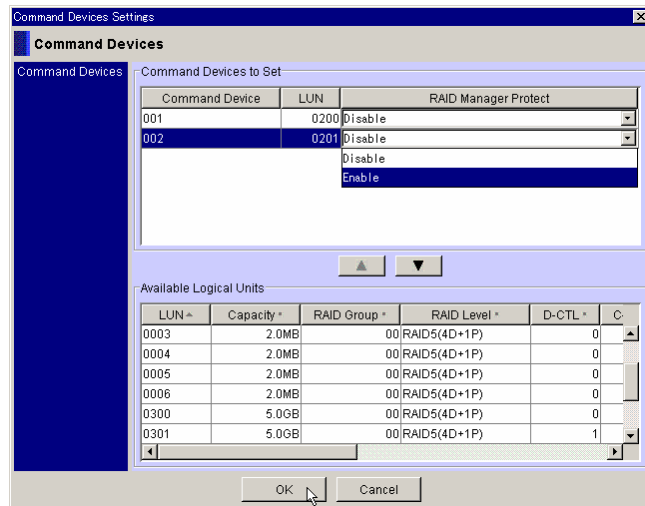 Command Devices Settings
Command Devices
Command Devices
Command Devices to Set
Command Device LUN RAID Manager Protect
001 0200 Disable
002 0201 Disable
Disable
Enable
Available Logical Units
LUN Capacity RAID Group RAID Level D-CTL C
0003 2.0MB 00 RAID5(4D+1P) 0
0004 2.0MB 00 RAID5(4D+1P) 0
0005 2.0MB 00 RAID5(4D+1P) 0
0006 2.0MB 00 RAID5(4D+1P) 0
0300 5.0GB 00 RAID5(4D+1P) 0
0301 5.0GB 00 RAID5(4D+1P) 1
OK Cancel